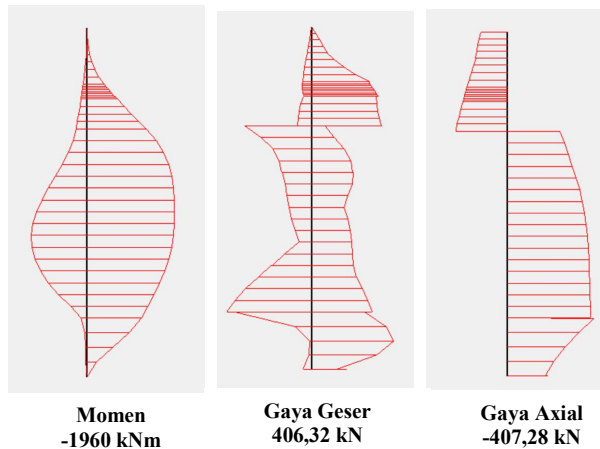 Momen
-1960 kNm
Gaya Geser
406,32 kN
Gaya Axial
-407,28 kN